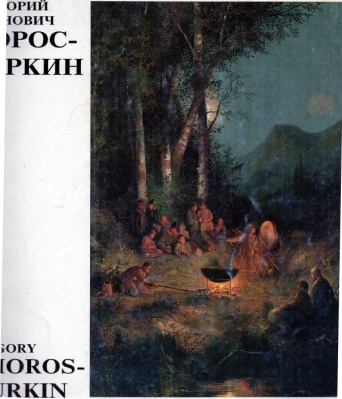 ОРИЙ
НОВИЧ
ОРОС-
РКИН
GORY
HOROS-
URKIN